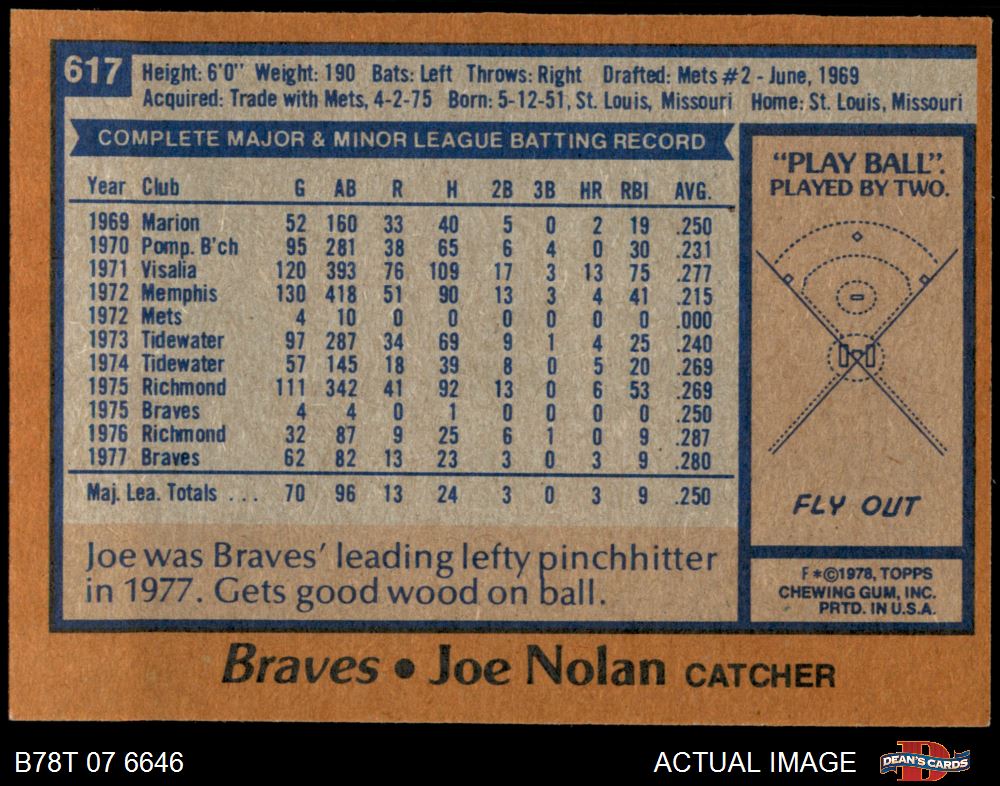 617
Height: 6'0" Weight: 190 Bats: Left Throws: Right Drafted: Mets #2 - June, 1969
Acquired: Trade with Mets, 4-2-75 Born: 5-12-51, St. Louis, Missouri Home: St. Louis, Missouri
COMPLETE MAJOR & MINOR LEAGUE BATTING RECORD
Year Club G AB R H 2B 3B HR RBI AVG.
1969 Marion 52 160 33 40 5 0 2 19 .250
1970 Pomp. B'ch 95 281 38 65 6 4 0 30 .231
1971 Visalia 120 393 76 109 17 3 13 75 .277
1972 Memphis 130 418 51 90 13 3 4 41 .215
1972 Mets 4 10 0 0 0 0 0 0 .000
1973 Tidewater 97 287 34 69 9 1 4 25 .240
1974 Tidewater 57 145 18 39 8 0 5 20 .269
1975 Richmond 111 342 41 92 13 0 6 53 .269
1975 Braves 4 4 0 1 0 0 0 0 .250
1976 Richmond 32 87 9 25 6 1 0 9 .287
1977 Braves 62 82 13 23 3 0 3 9 .280
Maj. Lea. Totals ... 70 96 13 24 3 0 3 9 .250
Joe was Braves' leading lefty pinchhitter
in 1977. Gets good wood on ball.
"PLAY BALL".
PLAYED BY TWO.
FLY OUT
F*©1978, TOPPS
CHEWING GUM, INC.
PRTD. IN U.S.A.
Braves • Joe Nolan CATCHER
B78T 07 6646
ACTUAL IMAGE
D
DEAN'S CARDS